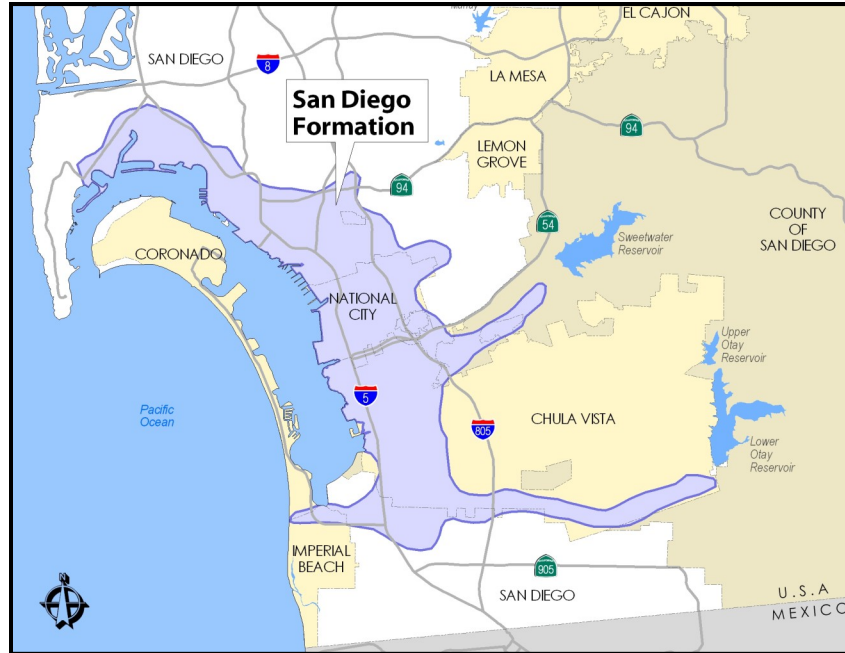 EL CAJON
SAN DIEGO
8
LA MESA
San Diego
Formation
94
LEMON
GROVE
94
54
COUNTY
OF
SAN DIEGO
Sweetwater
Reservoir
CORONADO
NATIONAL
CITY
Upper
Otay
Reservoir
5
Pacific
Ocean
CHULA VISTA
805
Lower
Otay
Reservoir
IMPERIAL
BEACH
905
SAN DIEGO
U.S.A
MEXICO
N